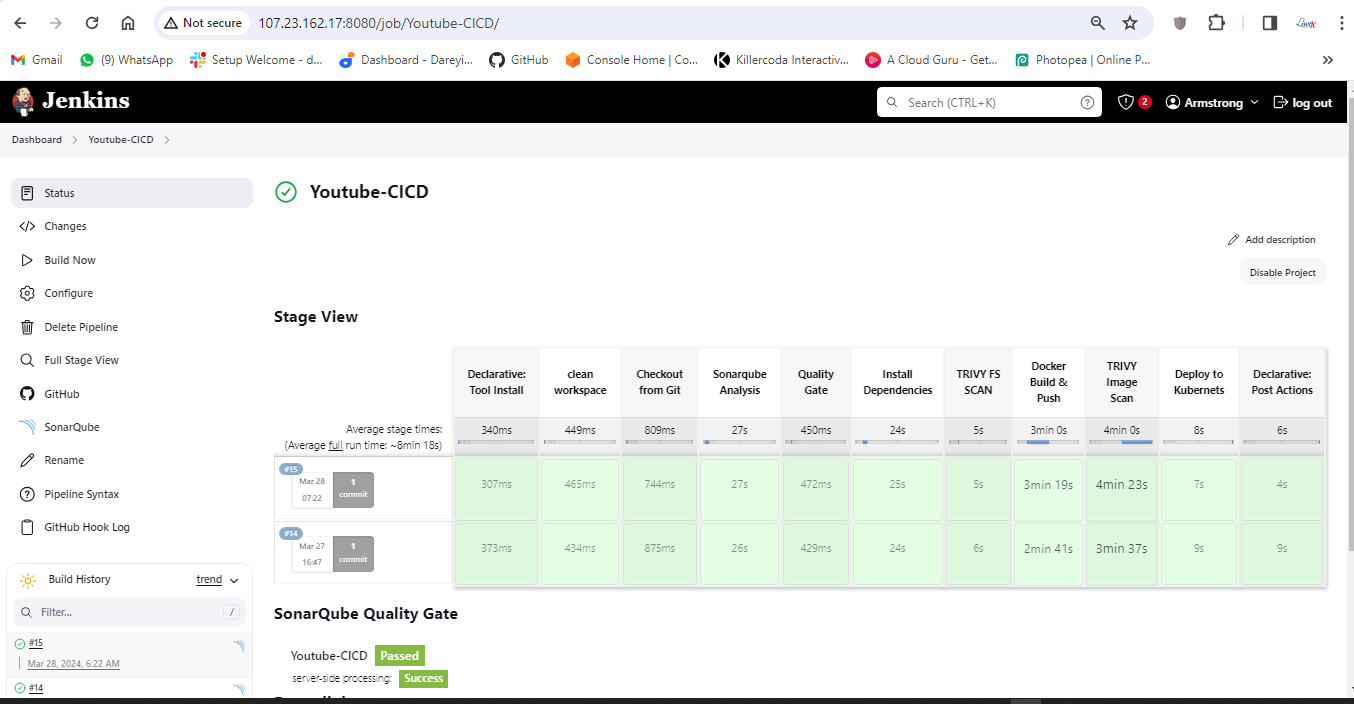 Not secure 107.23.162.17:8080/job/Youtube-CICD/
Gmail (9) WhatsApp Setup Welcome - d... Dashboard - Dareyi... GitHub Console Home | Co... Killercoda Interactiv... A Cloud Guru - Get... Photopea | Online P... »
Jenkins Search (CTRL+K) ? 2 Armstrong log out
Dashboard Youtube-CICD
Status
Changes
Build Now
Configure
Delete Pipeline
Full Stage View
GitHub
SonarQube
Rename
Pipeline Syntax
GitHub Hook Log
Build History trend
Filter... /
#15
Mar 28, 2024, 6:22 AM
#14
Youtube-CICD
Add description
Disable Project
Stage View
Declarative: Tool Install
clean workspace
Checkout from Git
Sonarqube Analysis
Quality Gate
Install Dependencies
TRIVY FS SCAN
Docker Build & Push
TRIVY Image Scan
Deploy to Kubernetes
Declarative: Post Actions
Average stage times:
(Average full run time: ~8min 18s)
340ms 449ms 809ms 27s 450ms 24s 5s 3min 0s 4min 0s 8s 6s
#15
Mar 28
07:22
1
commit
307ms 465ms 744ms 27s 472ms 25s 5s 3min 19s 4min 23s 7s 4s
#14
Mar 27
16:47
1
commit
373ms 434ms 875ms 26s 429ms 24s 6s 2min 41s 3min 37s 9s 9s
SonarQube Quality Gate
Youtube-CICD Passed
server-side processing: Success